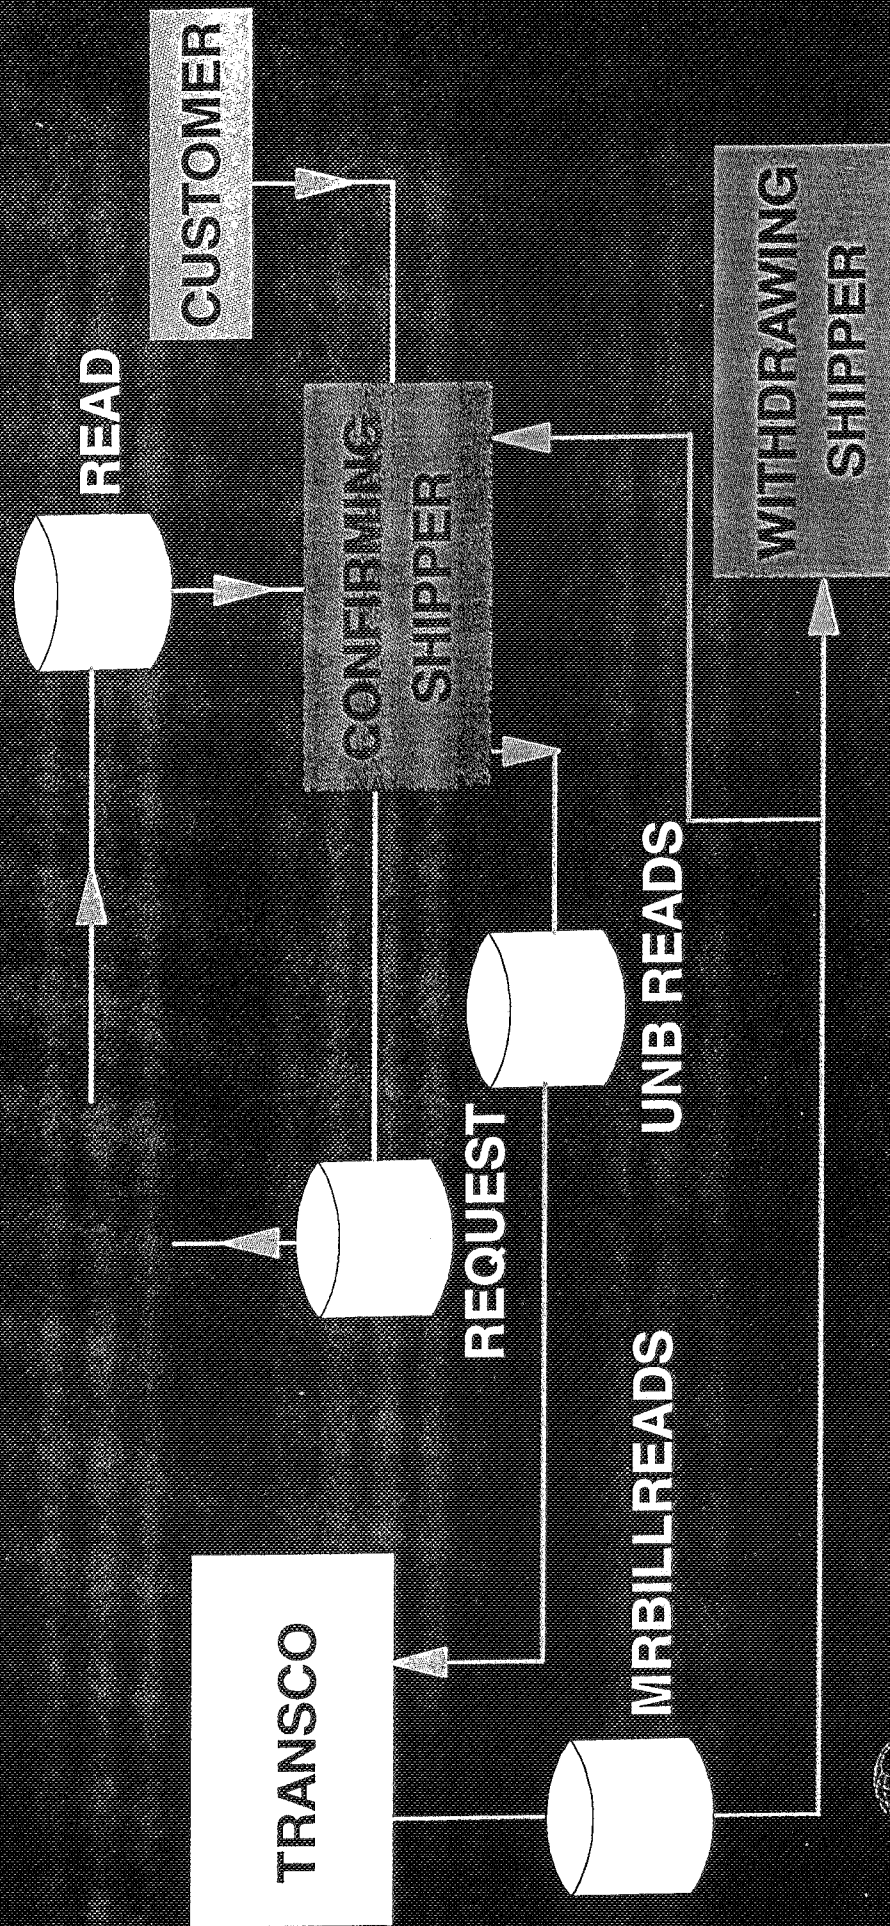 READ
CUSTOMER
CONFIRMING
SHIPPER
REQUEST
TRANSCO
UNB READS
MRBILLREADS
WITHDRAWING
SHIPPER